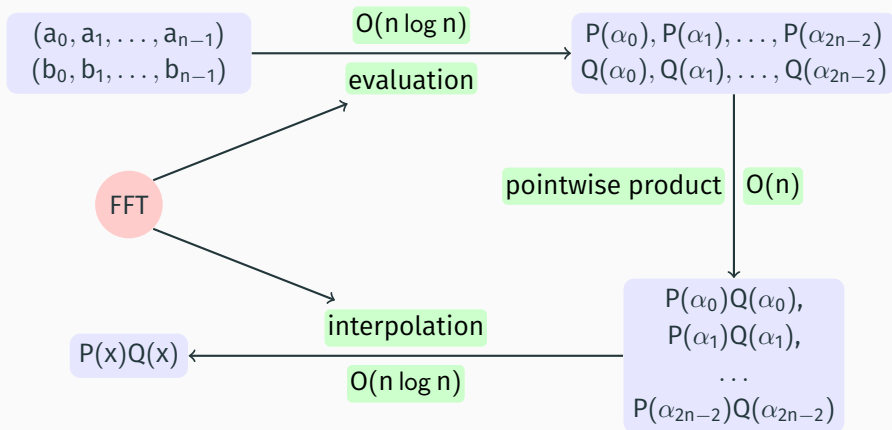 (a₀, a₁, . . . , aₙ₋₁)
(b₀, b₁, . . . , bₙ₋₁)
O(n log n)
evaluation
P(α₀), P(α₁), . . . , P(α₂ₙ₋₂)
Q(α₀), Q(α₁), . . . , Q(α₂ₙ₋₂)
FFT
pointwise product
O(n)
P(α₀)Q(α₀),
P(α₁)Q(α₁),
. . .
P(α₂ₙ₋₂)Q(α₂ₙ₋₂)
interpolation
O(n log n)
P(x)Q(x)